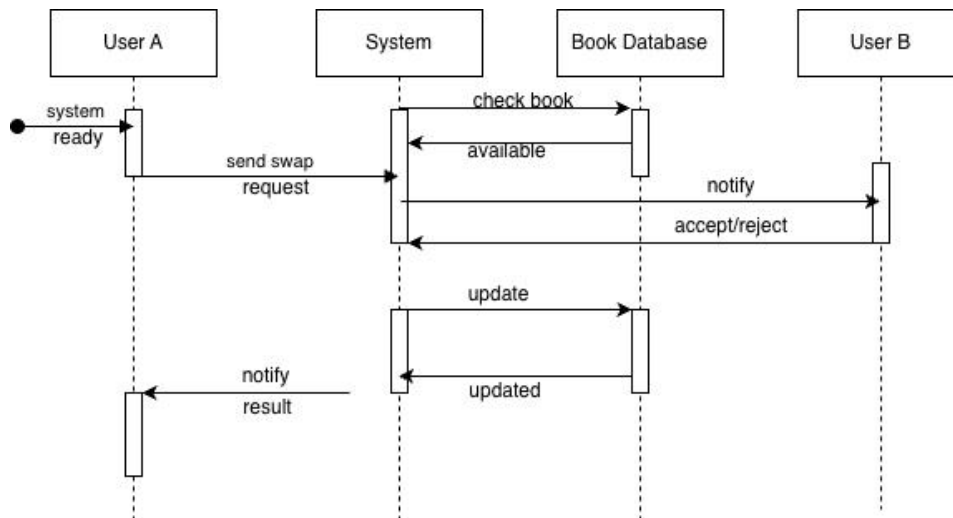 User A
System
Book Database
User B
system
ready
check book
available
send swap
request
notify
accept/reject
update
updated
notify
result